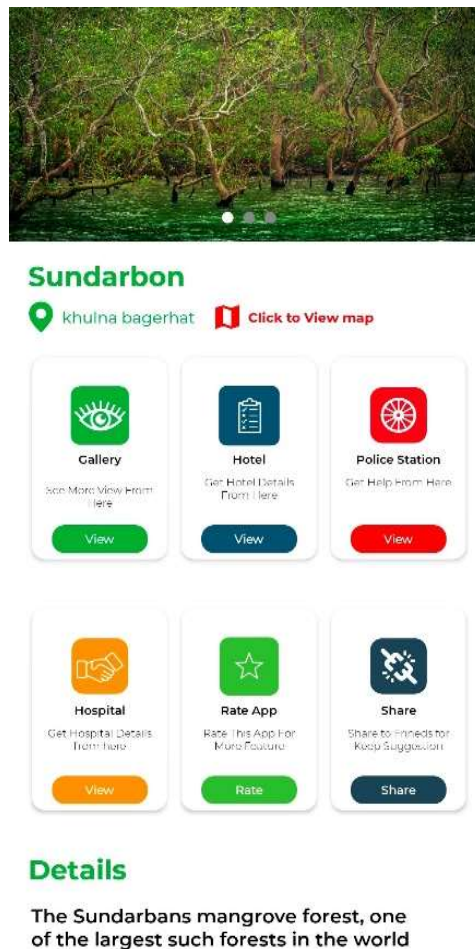 Sundarbon
khulna bagerhat Click to View map
Gallery
See More View From
Here
View
Hotel
Get Hotel Details
From Here
View
Police Station
Get Help From Here
View
Hospital
Get Hospital Details
From here
View
Rate App
Rate This App For
More Feature
Rate
Share
Share to Frineds for
Keep Suggestion
Share
Details
The Sundarbans mangrove forest, one
of the largest such forests in the world